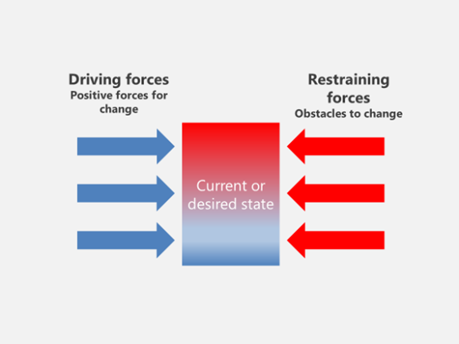 Driving forces
Positive forces for
change
Restraining
forces
Obstacles to change
Current or
desired state